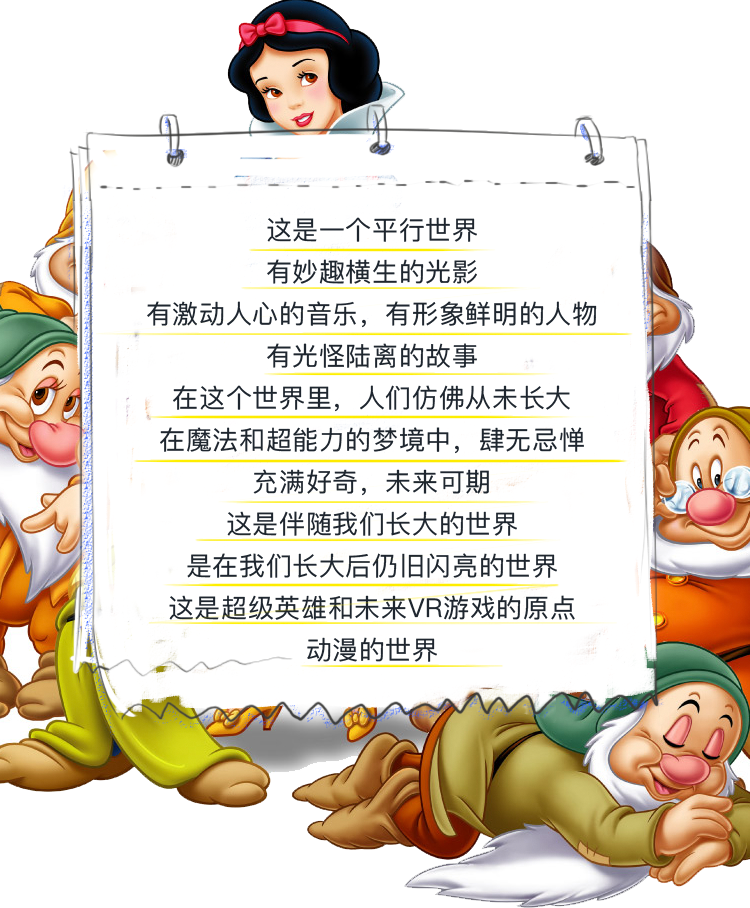 这是一个平行世界
有妙趣横生的光影
有激动人心的音乐，有形象鲜明的人物
有光怪陆离的故事
在这个世界里，人们仿佛从未长大
在魔法和超能力的梦境中，肆无忌惮
充满好奇，未来可期
这是伴随我们长大的世界
是在我们长大后仍旧闪亮的世界
这是超级英雄和未来VR游戏的原点
动漫的世界